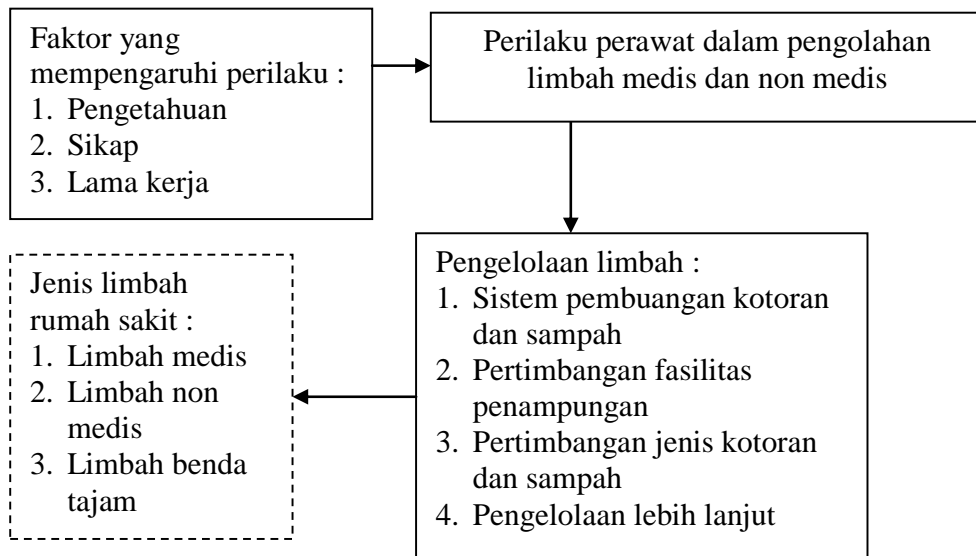 Faktor yang
mempengaruhi perilaku :
1. Pengetahuan
2. Sikap
3. Lama kerja
Perilaku perawat dalam pengolahan
limbah medis dan non medis
Pengelolaan limbah :
1. Sistem pembuangan kotoran
dan sampah
2. Pertimbangan fasilitas
penampungan
3. Pertimbangan jenis kotoran
dan sampah
4. Pengelolaan lebih lanjut
Jenis limbah
rumah sakit :
1. Limbah medis
2. Limbah non
medis
3. Limbah benda
tajam